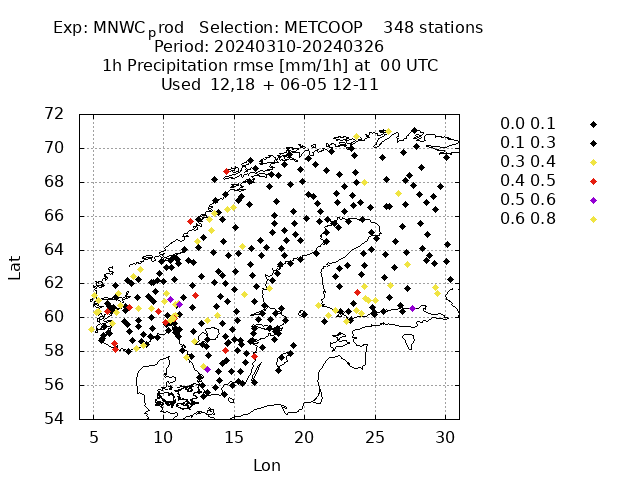 Exp: MNWCprod   Selection: METCOOP    348 stations
Period: 20240310-20240326
1h Precipitation rmse [mm/1h] at  00 UTC
Used  12,18 + 06-05 12-11
72
70
68
66
64
62
60
58
56
54
5 10 15 20 25 30
Lat
Lon
0.0 0.1
0.1 0.3
0.3 0.4
0.4 0.5
0.5 0.6
0.6 0.8